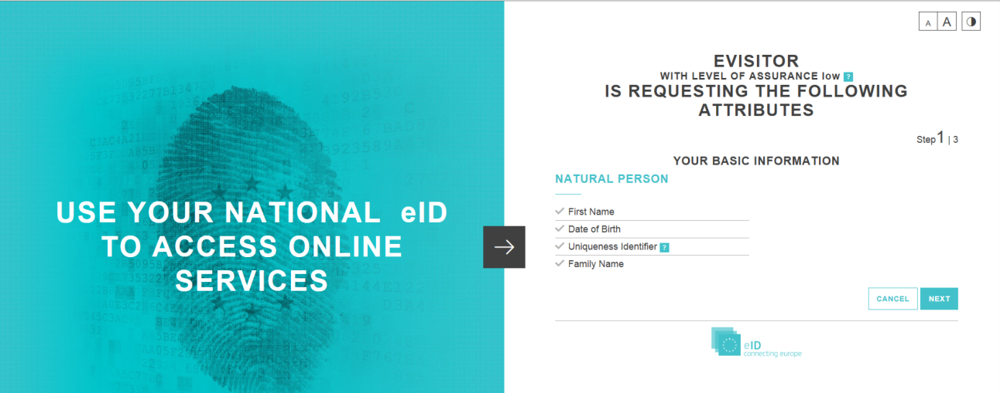 USE YOUR NATIONAL eID
TO ACCESS ONLINE
SERVICES
A A
EVISITOR
WITH LEVEL OF ASSURANCE low ?
IS REQUESTING THE FOLLOWING
ATTRIBUTES
Step 1 | 3
YOUR BASIC INFORMATION
NATURAL PERSON
First Name
Date of Birth
Uniqueness Identifier ?
Family Name
CANCEL NEXT
eID
connecting europe